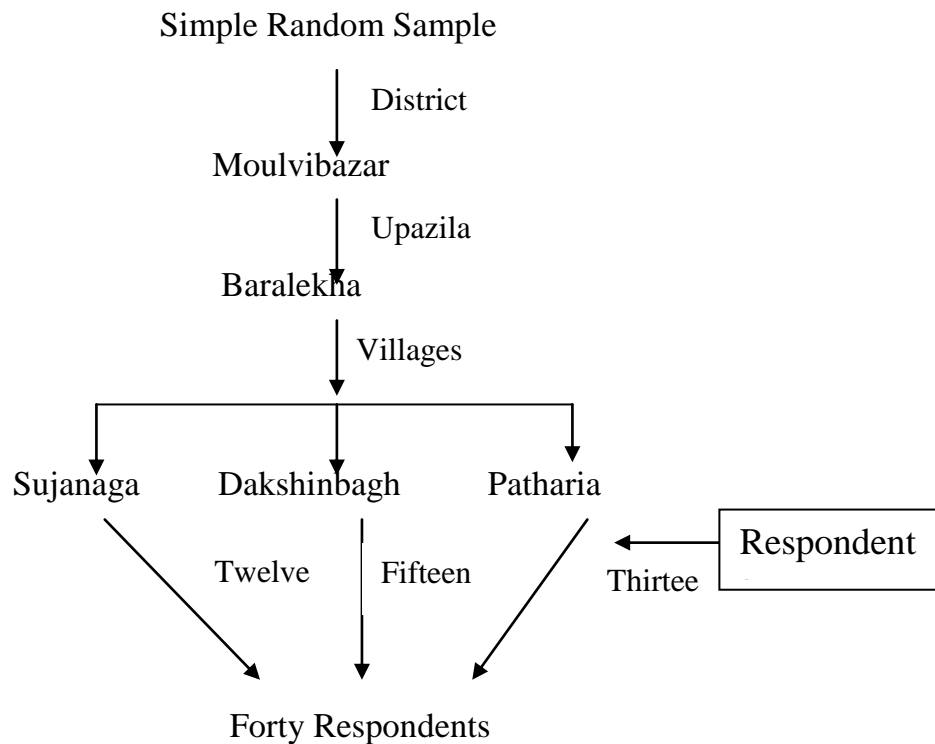 Simple Random Sample
District
Moulvibazar
Upazila
Baralekha
Villages
Sujanaga
Dakshinbagh
Patharia
Twelve
Fifteen
Thirtee
Respondent
Forty Respondents